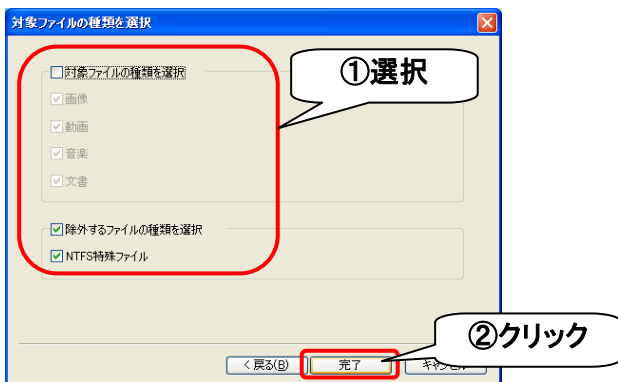 対象ファイルの種類を選択
対象ファイルの種類を選択
画像
動画
音楽
文書
除外するファイルの種類を選択
NTFS特殊ファイル
①選択
②クリック
< 戻る(B)
完了